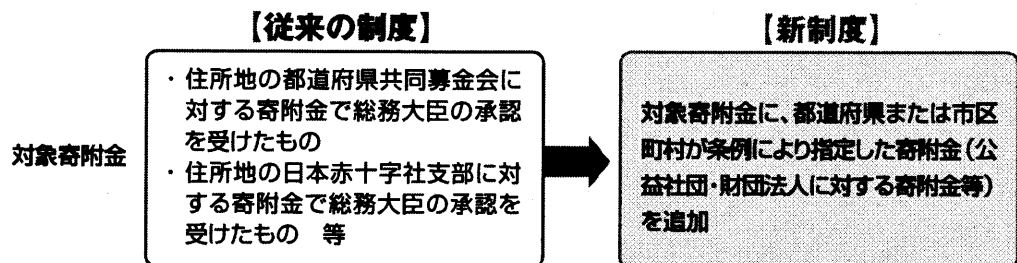 【従来の制度】
対象寄附金
・住所地の都道府県共同募金会に
対する寄附金で総務大臣の承認
を受けたもの
・住所地の日本赤十字社支部に対
する寄附金で総務大臣の承認を
受けたもの 等
【新制度】
対象寄附金に、都道府県または市区
町村が条例により指定した寄附金（公
益社団・財団法人に対する寄附金等）
を追加